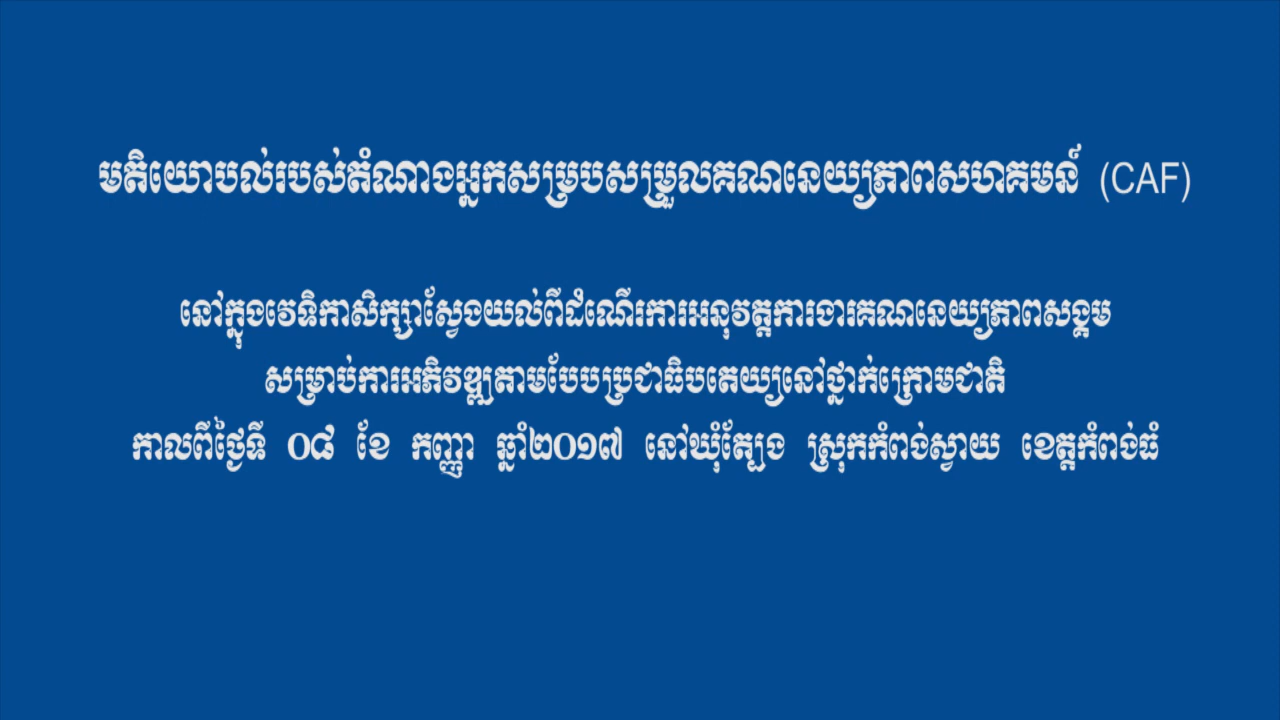 មតិយោបល់របស់តំណាងអ្នកសម្របសម្រួលគណនេយ្យភាពសហគមន៍ (CAF)
នៅក្នុងវេទិកាសិក្សាស្វែងយល់ពីដំណើរការអនុវត្តការងារគណនេយ្យភាពសង្គម
សម្រាប់ការអភិវឌ្ឍតាមបែបប្រជាធិបតេយ្យនៅថ្នាក់ក្រោមជាតិ
កាលពីថ្ងៃទី ០៨ ខែ កញ្ញា ឆ្នាំ២០១៧ នៅឃុំត្បែង ស្រុកកំពង់ស្វាយ ខេត្តកំពង់ធំ